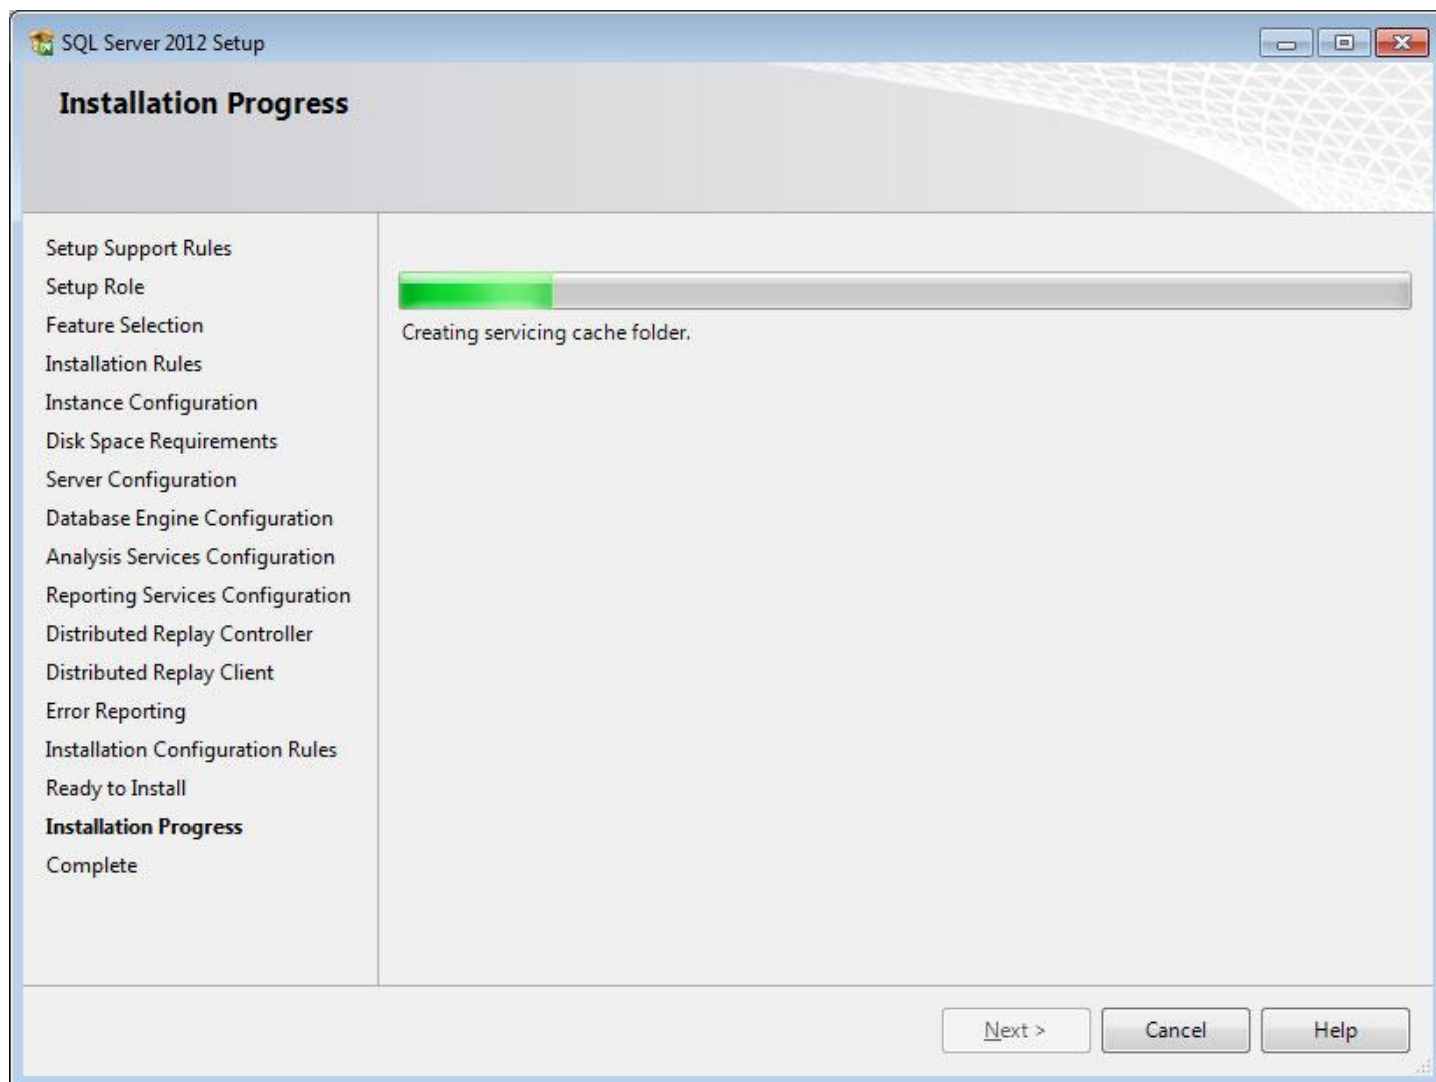 SQL Server 2012 Setup
Installation Progress
Setup Support Rules
Setup Role
Feature Selection
Installation Rules
Instance Configuration
Disk Space Requirements
Server Configuration
Database Engine Configuration
Analysis Services Configuration
Reporting Services Configuration
Distributed Replay Controller
Distributed Replay Client
Error Reporting
Installation Configuration Rules
Ready to Install
Installation Progress
Complete
Creating servicing cache folder.
Next >
Cancel
Help